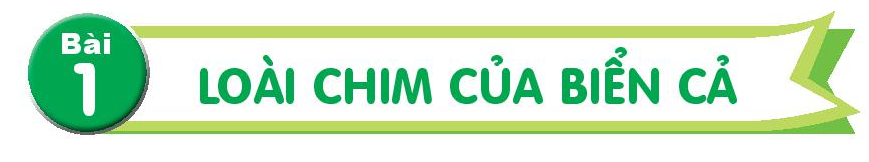 Bài
1
LOÀI CHIM CỦA BIỂN CẢ